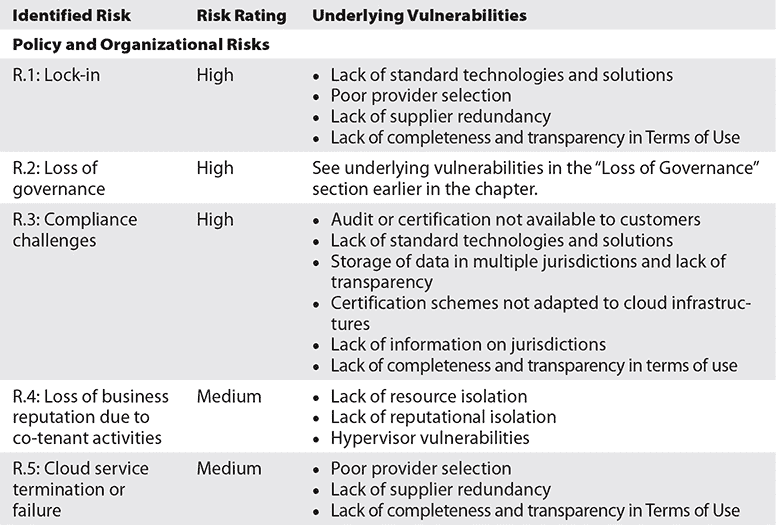 Identified Risk Risk Rating Underlying Vulnerabilities
Policy and Organizational Risks
R.1: Lock-in High • Lack of standard technologies and solutions
• Poor provider selection
• Lack of supplier redundancy
• Lack of completeness and transparency in Terms of Use
R.2: Loss of governance High See underlying vulnerabilities in the “Loss of Governance”
section earlier in the chapter.
R.3: Compliance challenges High • Audit or certification not available to customers
• Lack of standard technologies and solutions
• Storage of data in multiple jurisdictions and lack of
transparency
• Certification schemes not adapted to cloud infrastruc-
tures
• Lack of information on jurisdictions
• Lack of completeness and transparency in terms of use
R.4: Loss of business
reputation due to
co-tenant activities Medium • Lack of resource isolation
• Lack of reputational isolation
• Hypervisor vulnerabilities
R.5: Cloud service
termination or
failure Medium • Poor provider selection
• Lack of supplier redundancy
• Lack of completeness and transparency in Terms of Use